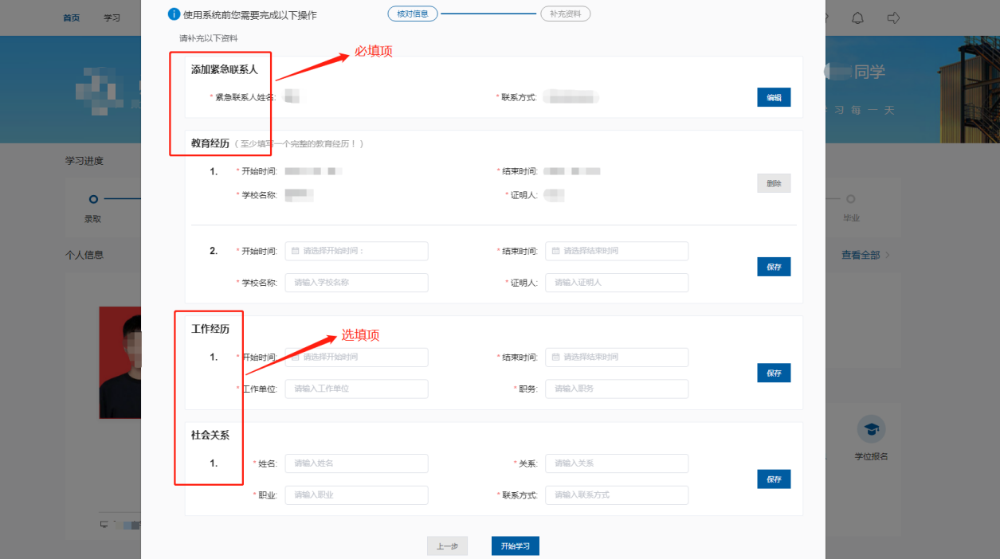 首页 学习
使用系统前您需要完成以下操作 核对信息 补充资料
请补充以下资料
必填项
添加紧急联系人
* 紧急联系人姓名: * 联系方式: 编辑
同学
习 每 一 天
教育经历 ( 至少填写一个完整的教育经历! )
学习进度
1. * 开始时间: * 结束时间:
删除
* 学校名称: * 证明人:
录取 毕业
2. * 开始时间: 请选择开始时间 : * 结束时间: 请选择结束时间
个人信息 查看全部 >
保存
* 学校名称: 请输入学校名称 * 证明人: 请输入证明人
工作经历
选填项
1. * 开始时间: 请选择开始时间 * 结束时间: 请选择结束时间
保存
* 工作单位: 请输入工作单位 * 职务: 请输入职务
社会关系
学位报名
1. * 姓名: 请输入姓名 * 关系: 请输入关系
保存
* 职业: 请输入职业 * 联系方式: 请输入联系方式
上一步 开始学习